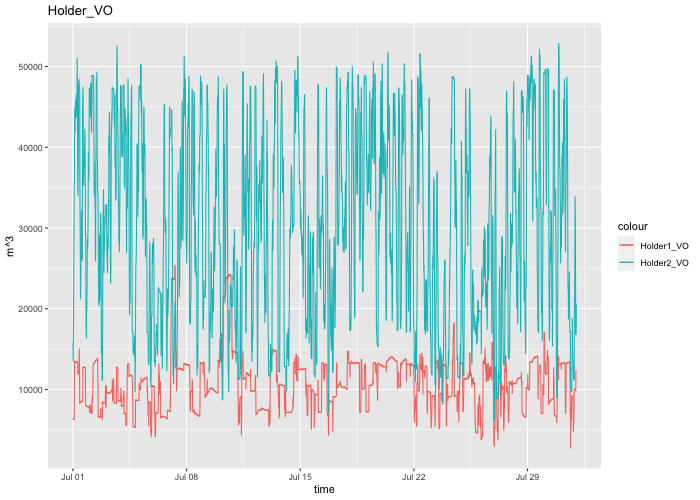 Holder_VO
50000
40000
30000
20000
10000
m^3
Jul 01
Jul 08
Jul 15
Jul 22
Jul 29
time
colour
Holder1_VO
Holder2_VO